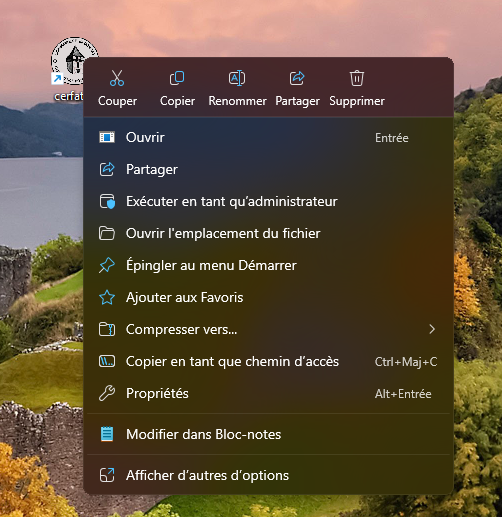 Couper
Copier
Renommer
Partager
Supprimer
Ouvrir
Entrée
Partager
Exécuter en tant qu’administrateur
Ouvrir l'emplacement du fichier
Épingler au menu Démarrer
Ajouter aux Favoris
Compresser vers...
Copier en tant que chemin d’accès
Ctrl+Maj+C
Propriétés
Alt+Entrée
Modifier dans Bloc-notes
Afficher d’autres d’options